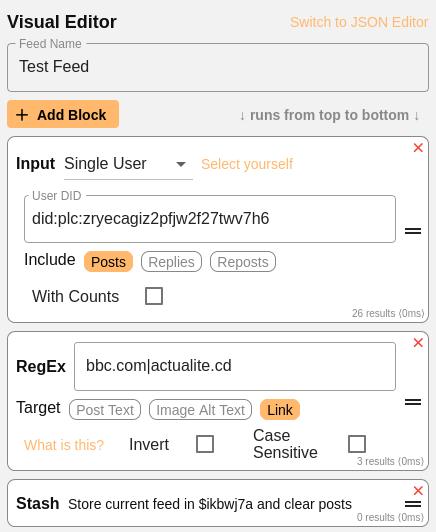 Visual Editor
Switch to JSON Editor
Feed Name
Test Feed
+ Add Block
↓ runs from top to bottom ↓
Input Single User Select yourself
User DID
did:plc:zryecagiz2pfjw2f27twv7h6
Include Posts Replies Reposts
With Counts
26 results (0ms)
RegEx bbc.com|actualite.cd
Target Post Text Image Alt Text Link
What is this? Invert Case Sensitive
3 results (0ms)
Stash Store current feed in $ikbwj7a and clear posts
0 results (0ms)